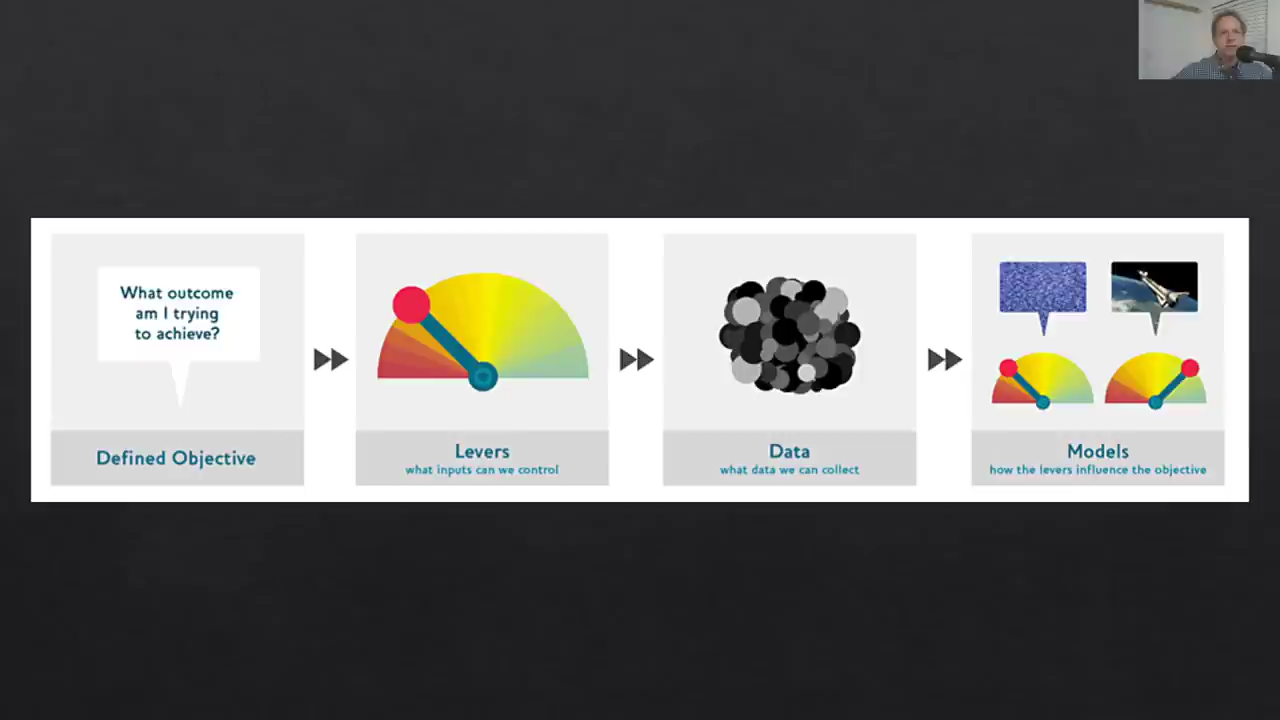 What outcome
am I trying
to achieve?
Defined Objective
Levers
what inputs can we control
Data
what data we can collect
Models
how the levers influence the objective